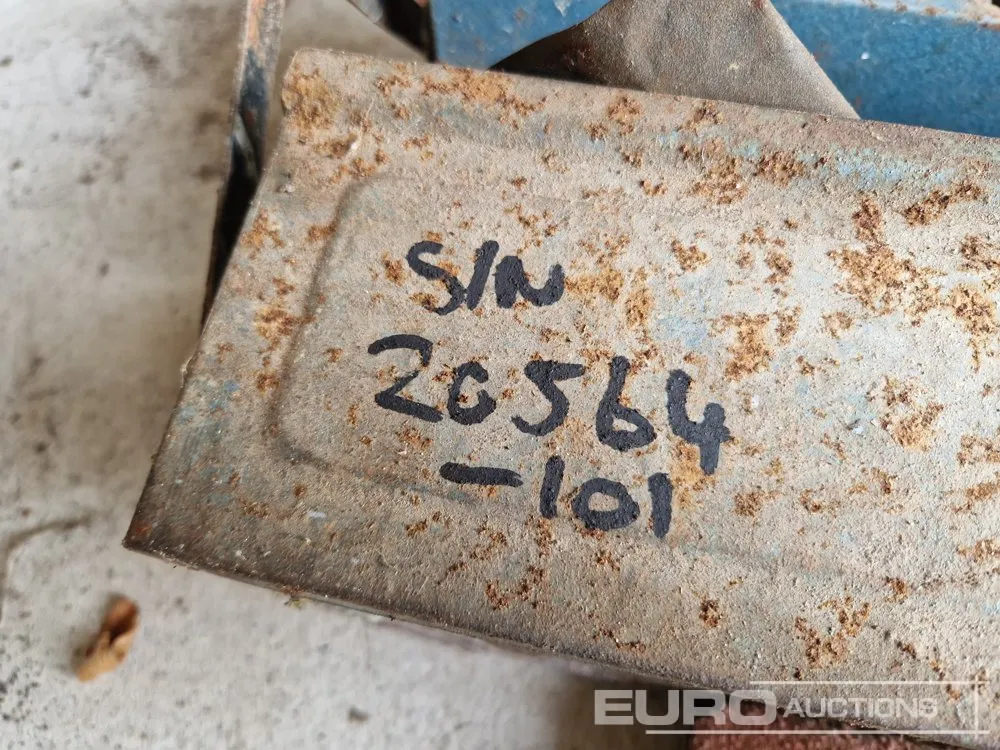 S/N
20564
-101
EURO AUCTIONS